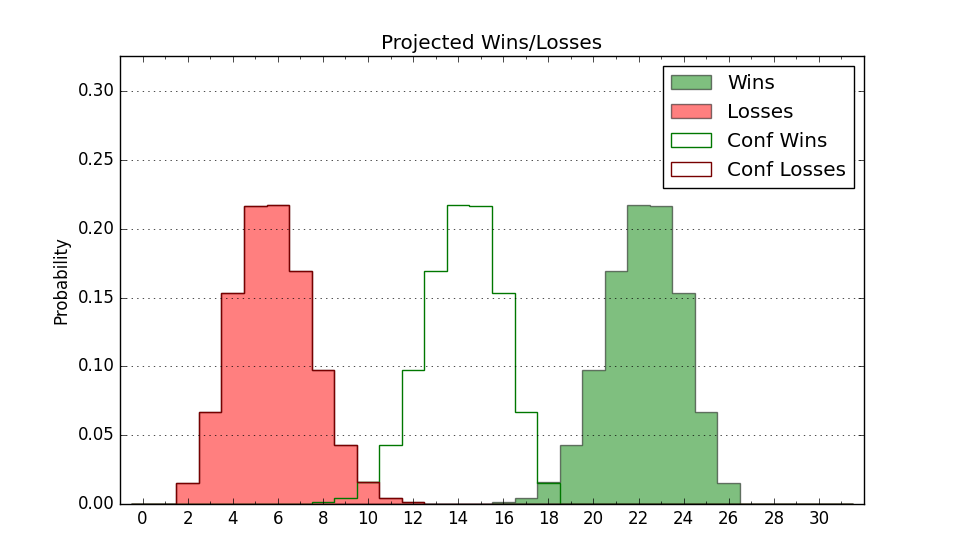 Projected Wins/Losses
Wins
Losses
Conf Wins
Conf Losses
Probability
0.30
0.25
0.20
0.15
0.10
0.05
0.00
0 2 4 6 8 10 12 14 16 18 20 22 24 26 28 30